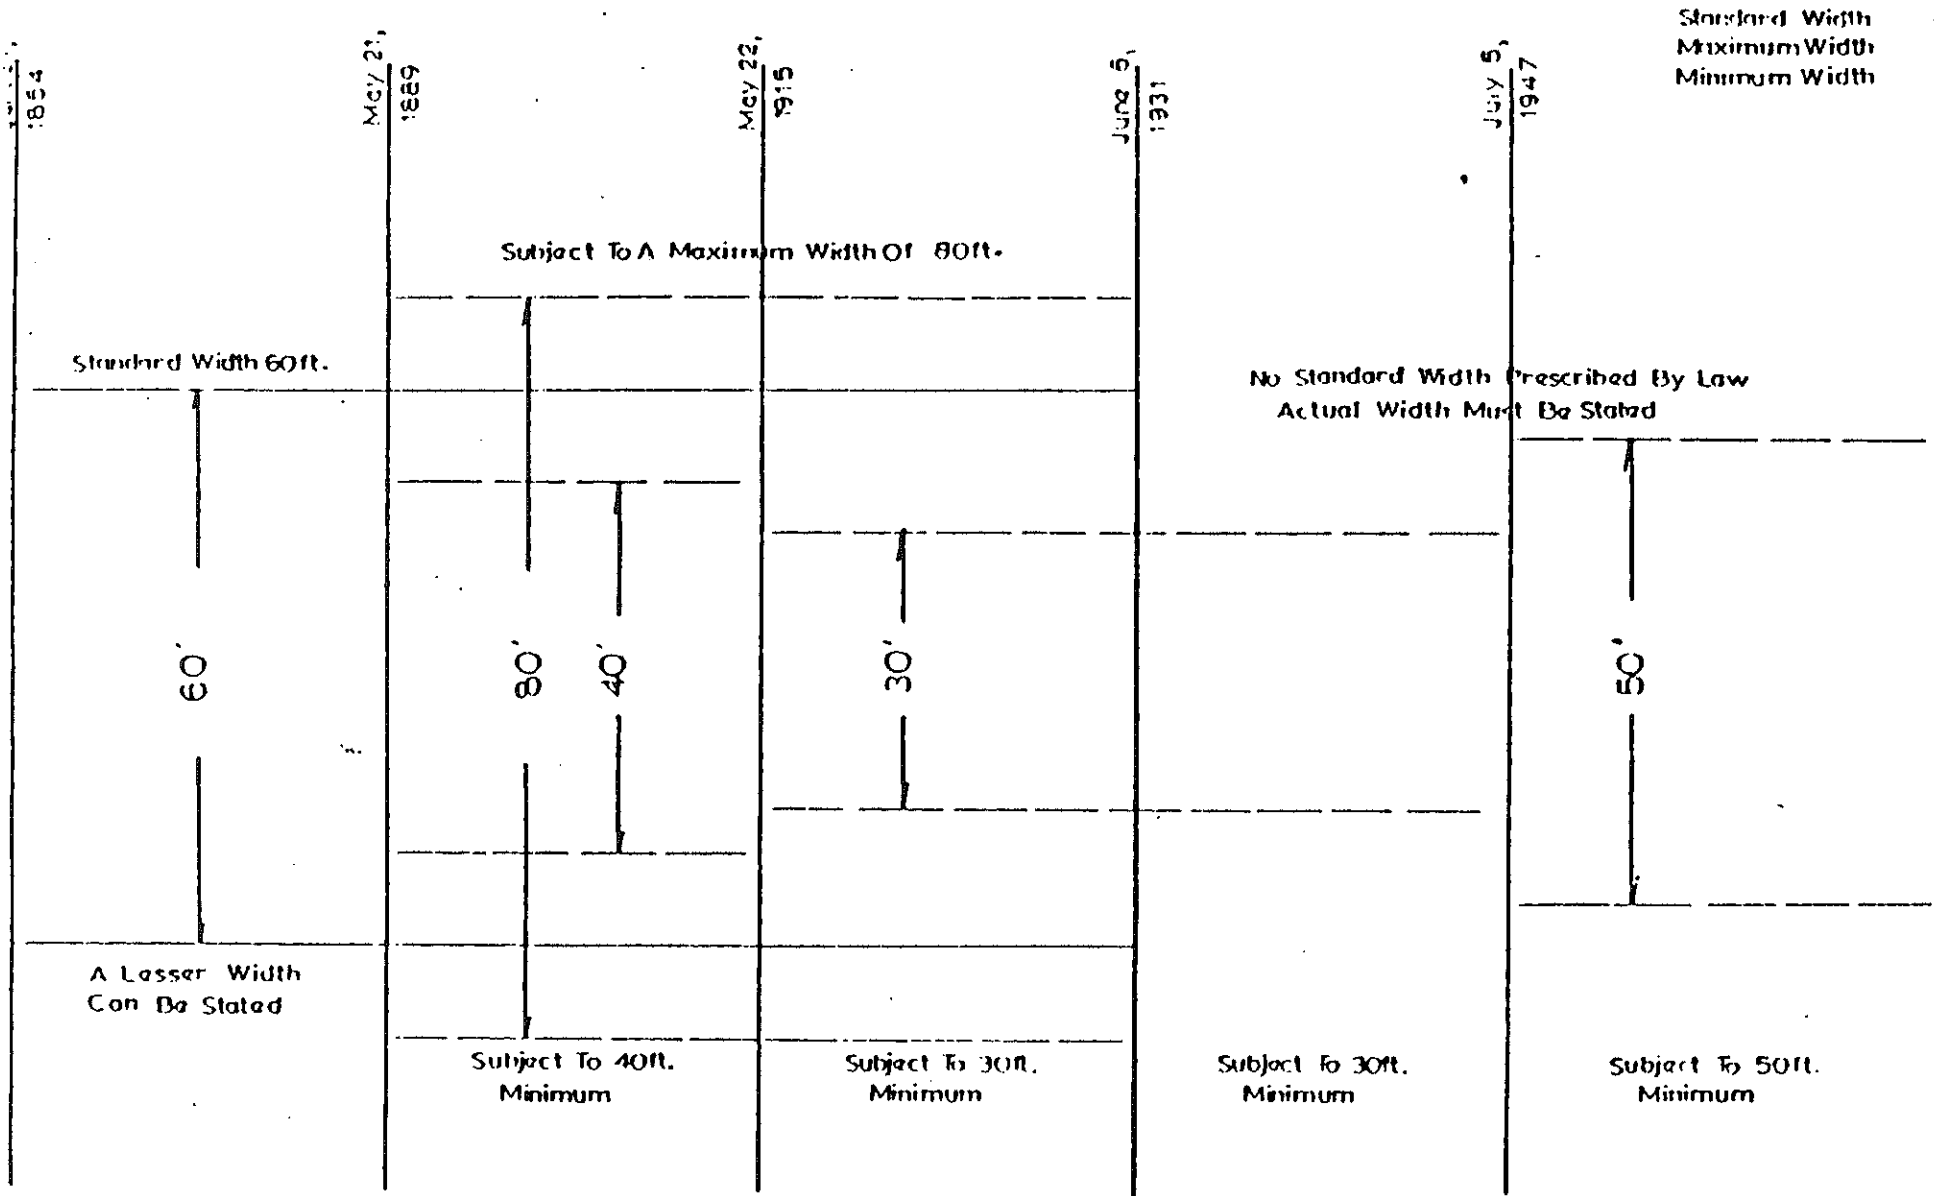 Standard Width
Maximum Width
Minimum Width
1854
May 21,
1889
May 22,
1915
June 5,
1931
July 5,
1947
Subject To A Maximum Width Of 80ft.
Standard Width 60ft.
No Standard Width Prescribed By Law
Actual Width Must Be Stated
60'
80'
40'
30'
50'
A Lesser Width
Can Be Stated
Subject To 40ft.
Minimum
Subject To 30ft.
Minimum
Subject To 30ft.
Minimum
Subject To 50ft.
Minimum